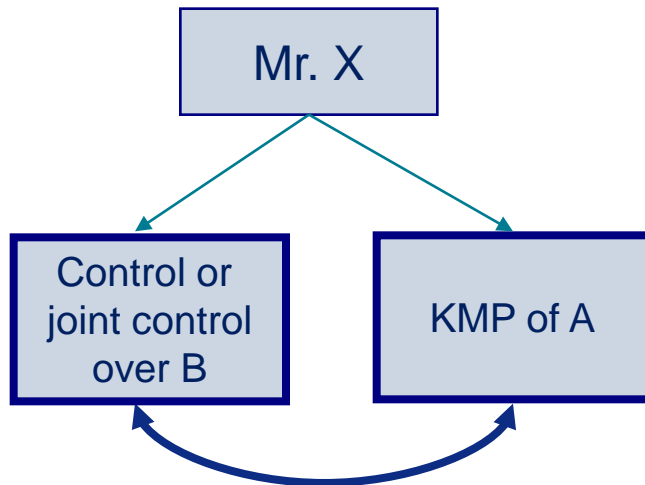 Mr. X
Control or
joint control
over B
KMP of A